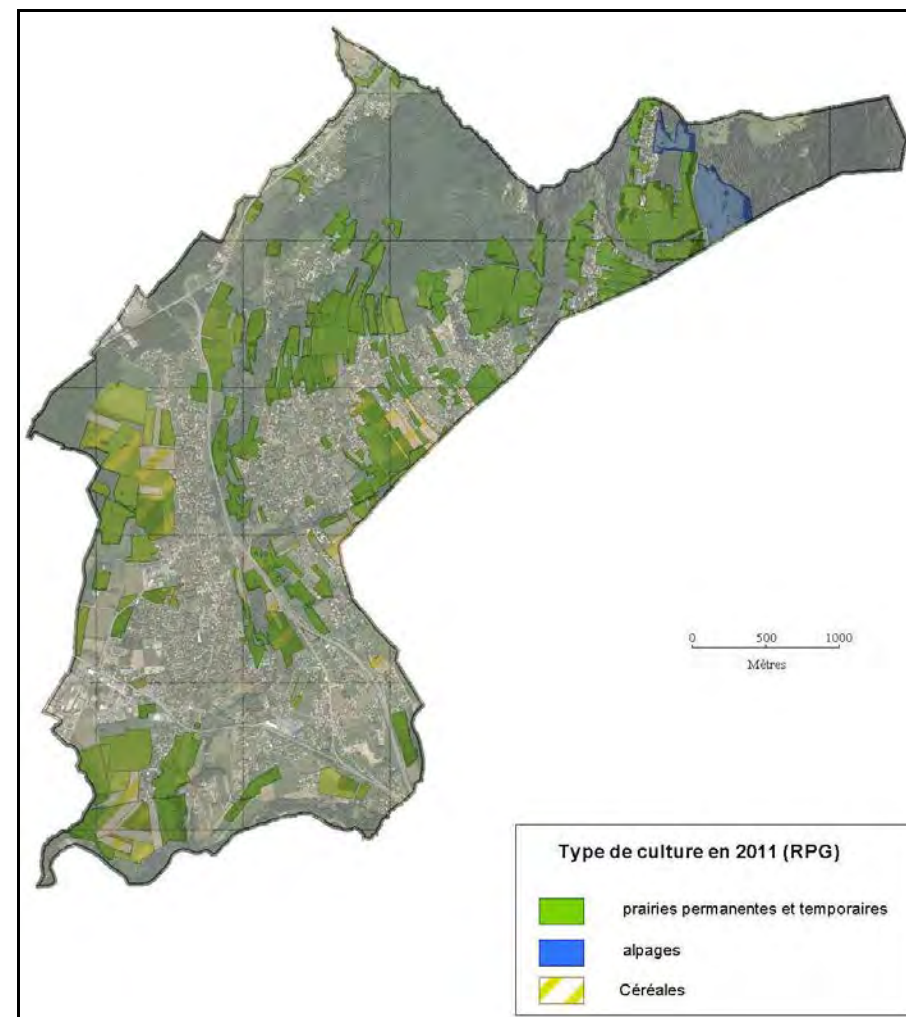 0 500 1000
Mètres
Type de culture en 2011 (RPG)
prairies permanentes et temporaires
alpages
Céréales